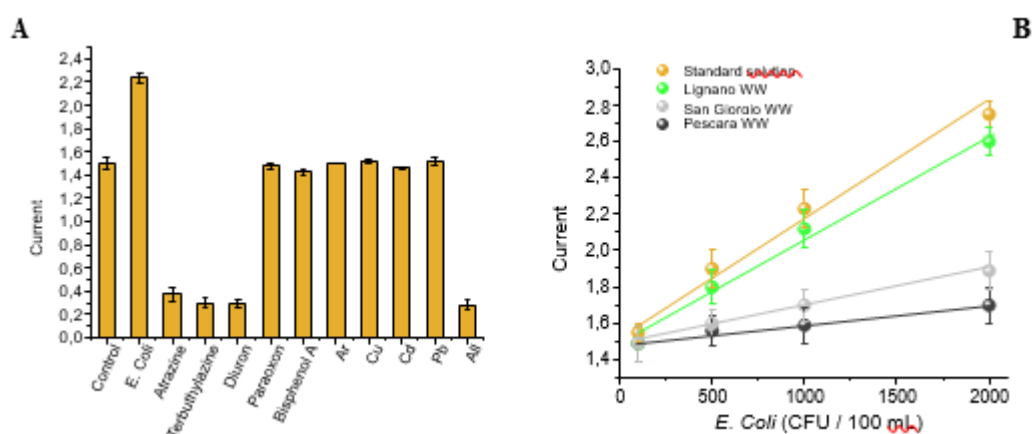 A
B
2,4
2,2
2,0
1,8
1,6
1,4
1,2
1,0
0,8
0,6
0,4
0,2
0,0
Current
Control
E. Coli
Atrazine
Terbuthylazine
Diuron
Paraoxon
Bisphenol A
Ar
Cu
Cd
Pb
All
3,0
2,8
2,6
2,4
2,2
2,0
1,8
1,6
1,4
Current
Standard solution
Lignano WW
San Giorgio WW
Pescara WW
0
500
1000
1500
2000
E. Coli (CFU / 100 mL)